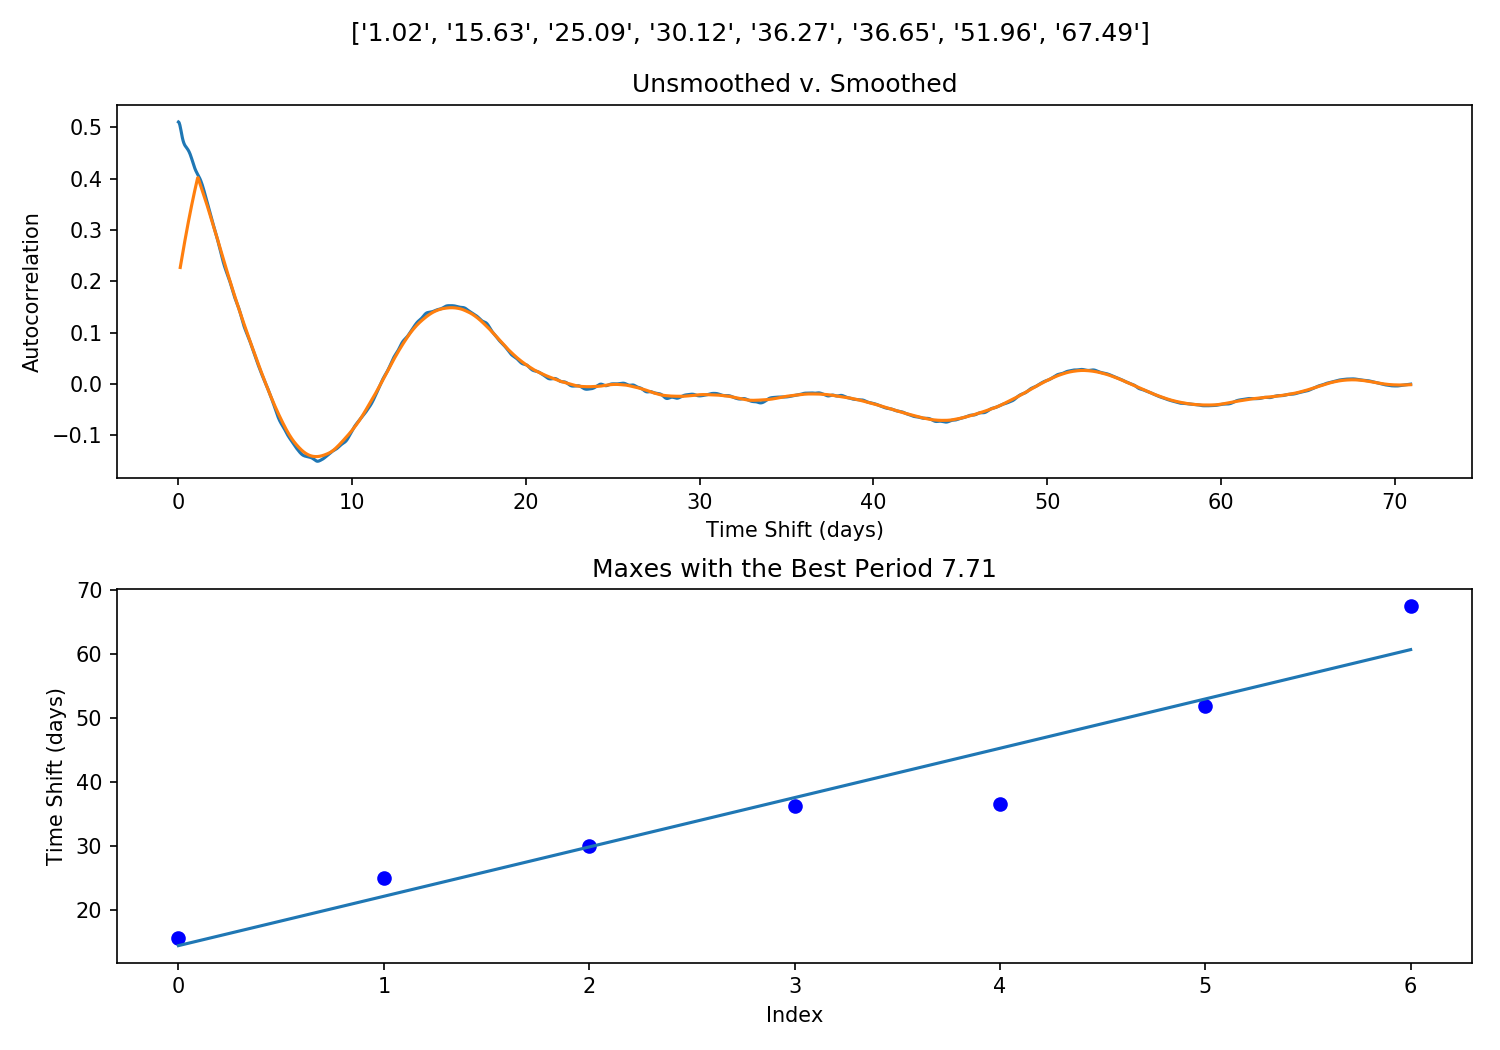 ['1.02', '15.63', '25.09', '30.12', '36.27', '36.65', '51.96', '67.49']
Unsmoothed v. Smoothed
Autocorrelation
0.5
0.4
0.3
0.2
0.1
0.0
−0.1
0 10 20 30 40 50 60 70
Time Shift (days)
Maxes with the Best Period 7.71
Time Shift (days)
70
60
50
40
30
20
0 1 2 3 4 5 6
Index